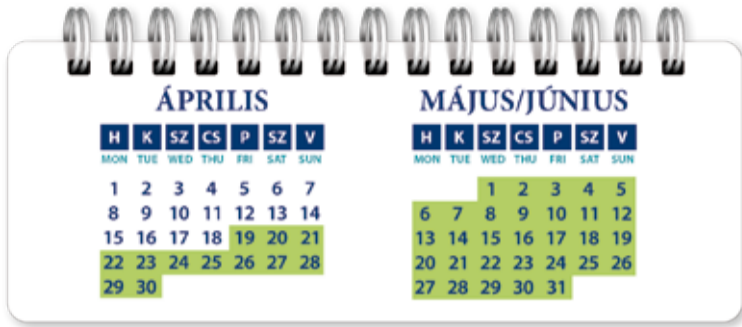 ÁPRILIS
H K SZ CS P SZ V
MON TUE WED THU FRI SAT SUN
1 2 3 4 5 6 7
8 9 10 11 12 13 14
15 16 17 18 19 20 21
22 23 24 25 26 27 28
29 30
MÁJUS/JÚNIUS
H K SZ CS P SZ V
MON TUE WED THU FRI SAT SUN
1 2 3 4 5
6 7 8 9 10 11 12
13 14 15 16 17 18 19
20 21 22 23 24 25 26
27 28 29 30 31